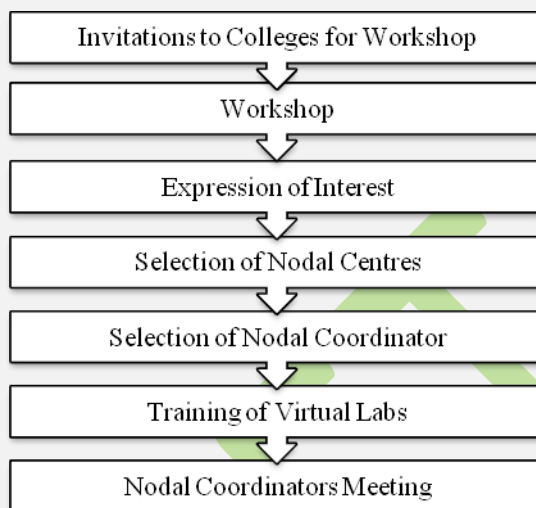 Invitations to Colleges for Workshop
Workshop
Expression of Interest
Selection of Nodal Centres
Selection of Nodal Coordinator
Training of Virtual Labs
Nodal Coordinators Meeting